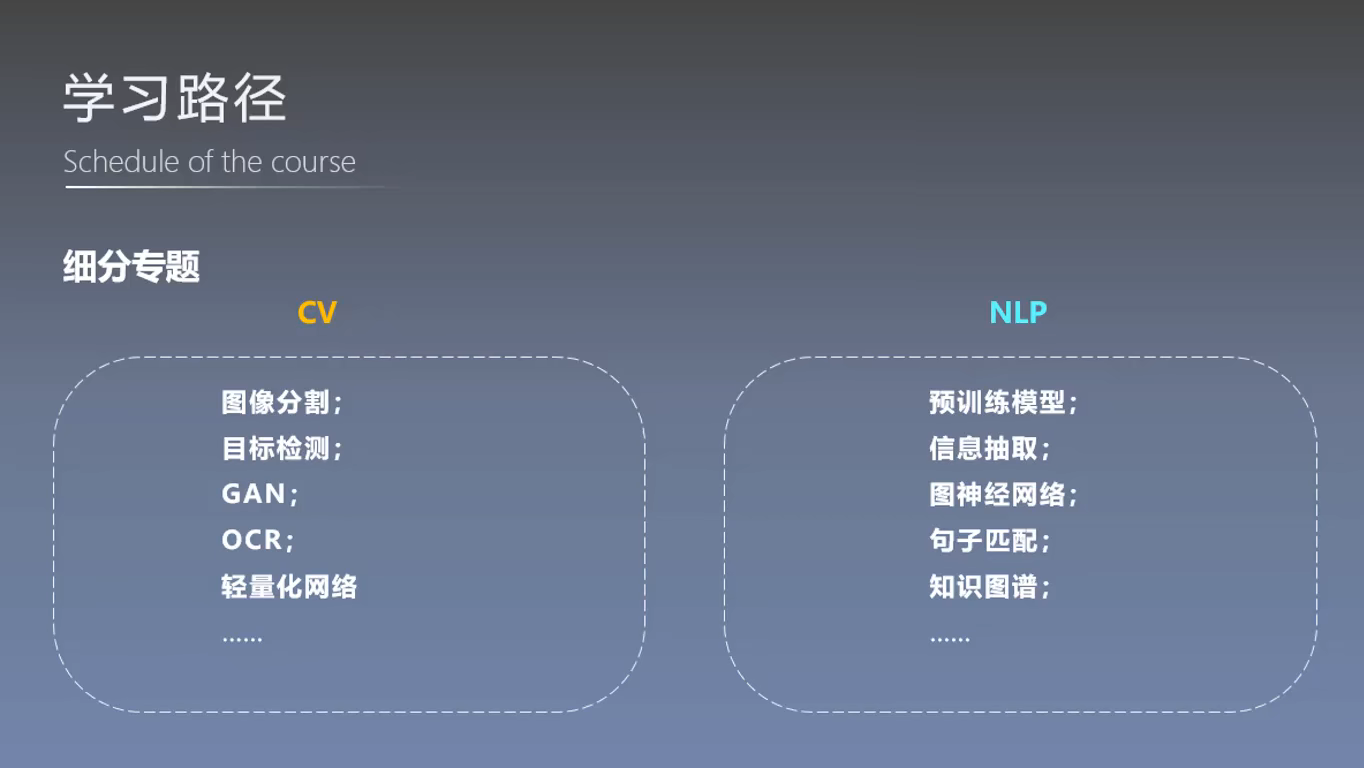 学习路径
Schedule of the course
细分专题
CV
图像分割；
目标检测；
GAN；
OCR；
轻量化网络
……
NLP
预训练模型；
信息抽取；
图神经网络；
句子匹配；
知识图谱；
……